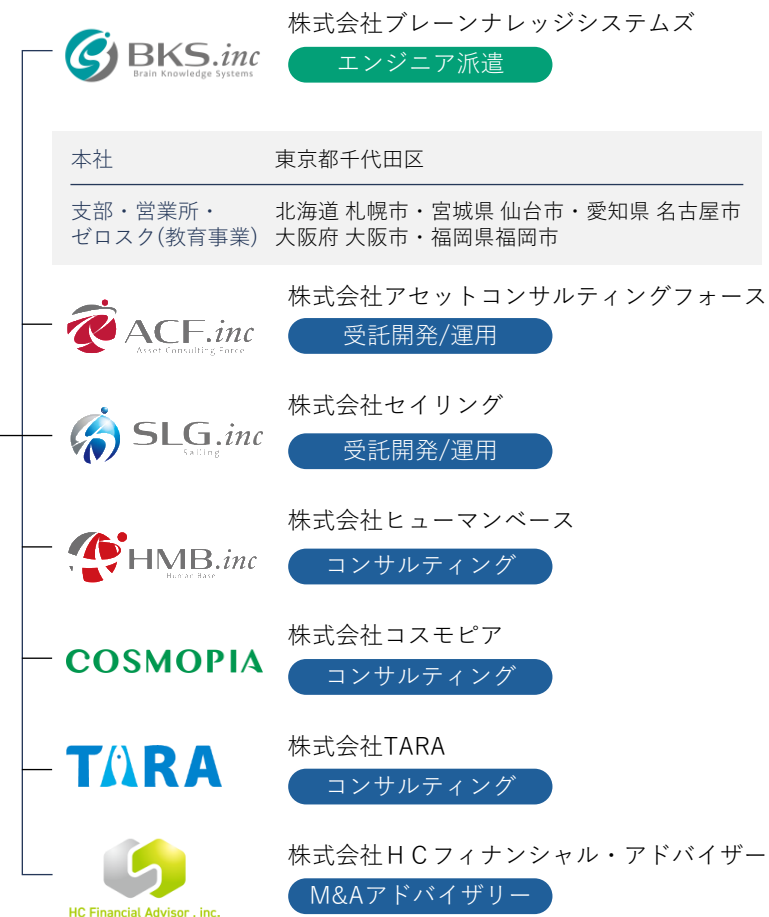 株式会社ブレーンナレッジシステムズ
BKS.inc
Brain Knowledge Systems
エンジニア派遣
本社
東京都千代田区
支部・営業所・
ゼロスク(教育事業)
北海道 札幌市・宮城県 仙台市・愛知県 名古屋市
大阪府 大阪市・福岡県福岡市
株式会社アセットコンサルティングフォース
ACF.inc
Asset Consulting Force
受託開発/運用
株式会社セイリング
SLG.inc
Sailing
受託開発/運用
株式会社ヒューマンベース
HMB.inc
Human Base
コンサルティング
株式会社コスモピア
COSMOPIA
コンサルティング
株式会社TARA
TARA
コンサルティング
株式会社ＨＣフィナンシャル・アドバイザー
HC Financial Advisor . inc.
M&Aアドバイザリー